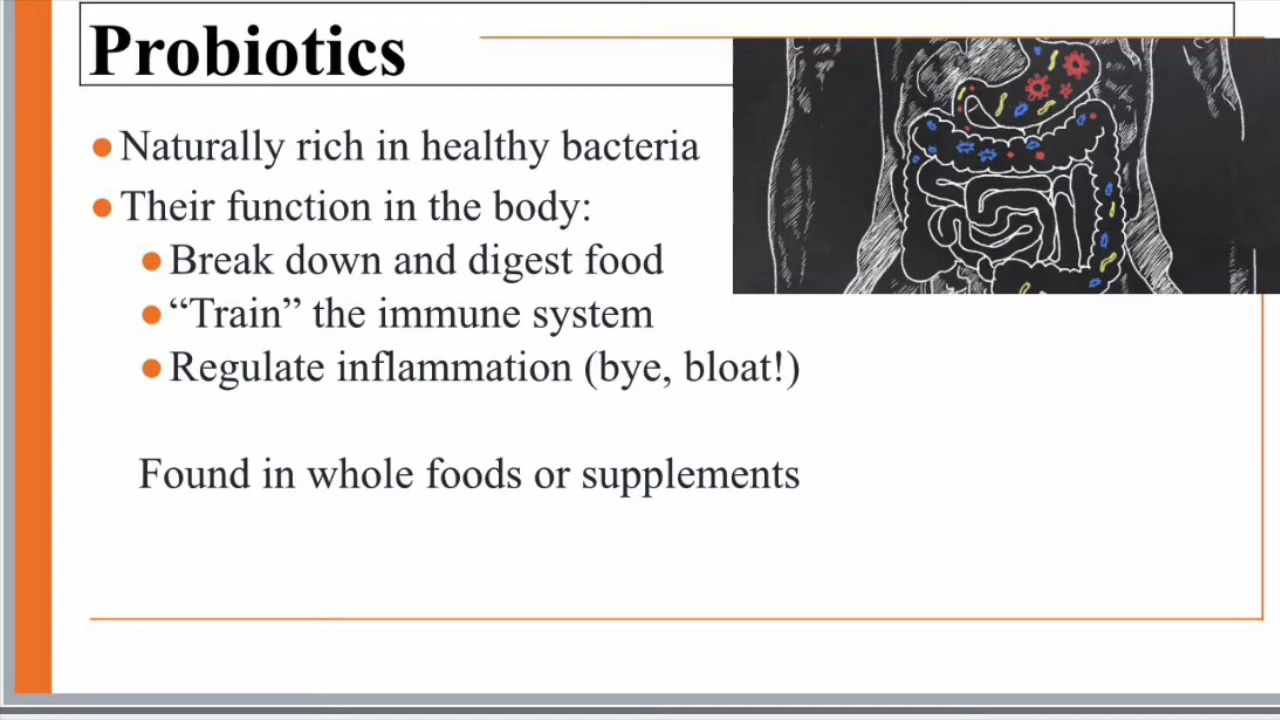 Probiotics
● Naturally rich in healthy bacteria
● Their function in the body:
● Break down and digest food
● “Train” the immune system
● Regulate inflammation (bye, bloat!)
Found in whole foods or supplements